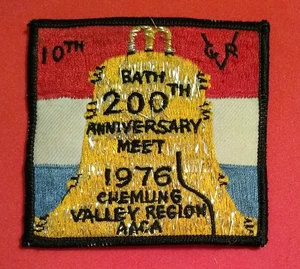 10TH
CVR
BATH
200TH
ANNIVERSARY
MEET
1976
CHEMUNG
VALLEY REGION
AACA